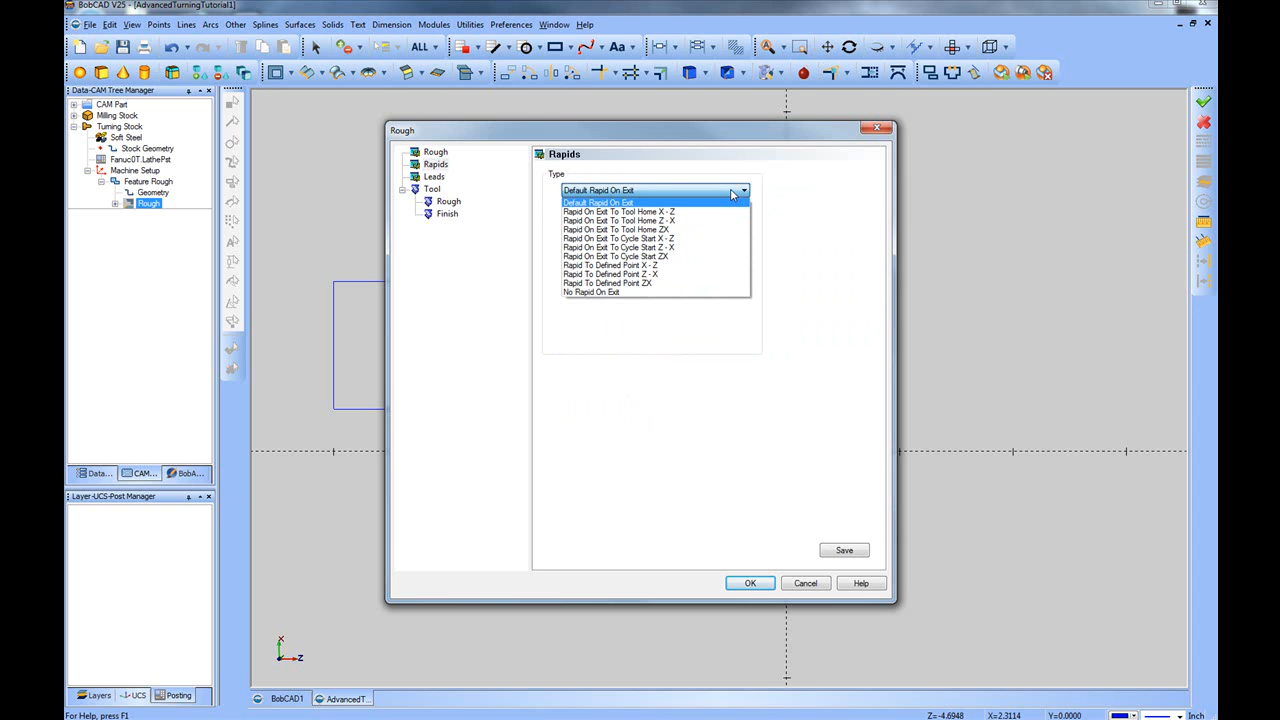 BobCAD V25 - [AdvancedTurningTutorial1]
File Edit View Points Lines Arcs Other Splines Surfaces Solids Text Dimension Modules Utilities Preferences Window Help
ALL
Aa
Data-CAM Tree Manager
CAM Part
Milling Stock
Turning Stock
Soft Steel
Stock Geometry
Fanuc0T.LathePst
Machine Setup
Feature Rough
Geometry
Rough
Data... CAM... BobA...
Layer-UCS-Post Manager
Layers UCS Posting
Rough
Rough
Rapids
Leads
Tool
Rough
Finish
Rapids
Type
Default Rapid On Exit
Default Rapid On Exit
Rapid On Exit To Tool Home X - Z
Rapid On Exit To Tool Home Z - X
Rapid On Exit To Tool Home ZX
Rapid On Exit To Cycle Start X - Z
Rapid On Exit To Cycle Start Z - X
Rapid On Exit To Cycle Start ZX
Rapid To Defined Point X - Z
Rapid To Defined Point Z - X
Rapid To Defined Point ZX
No Rapid On Exit
Save
OK Cancel Help
X
Z
BobCAD1 AdvancedT...
For Help, press F1
Z=-4.6948 X=2.3114 Y=0.0000 Inch